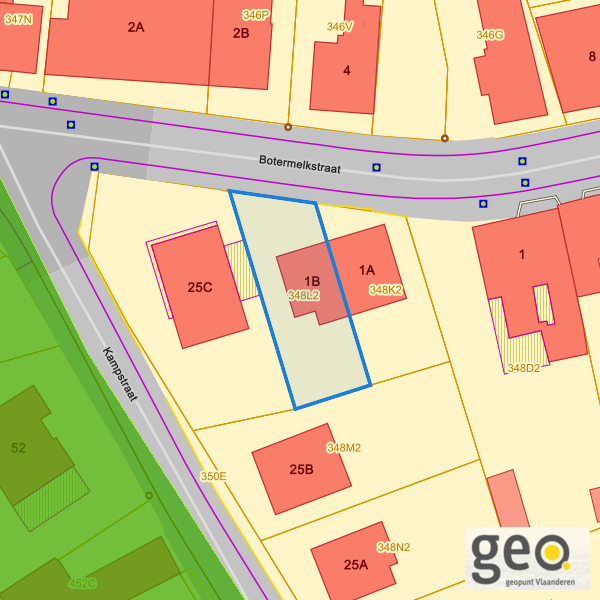 347N
2A
346P
2B
346V
4
346G
8
Botermelkstraat
1A
1
1B
25C
348L2
348K2
Kampstraat
348D2
52
348M2
25B
350E
348N2
25A
452C
geo.
geopunt Vlaanderen